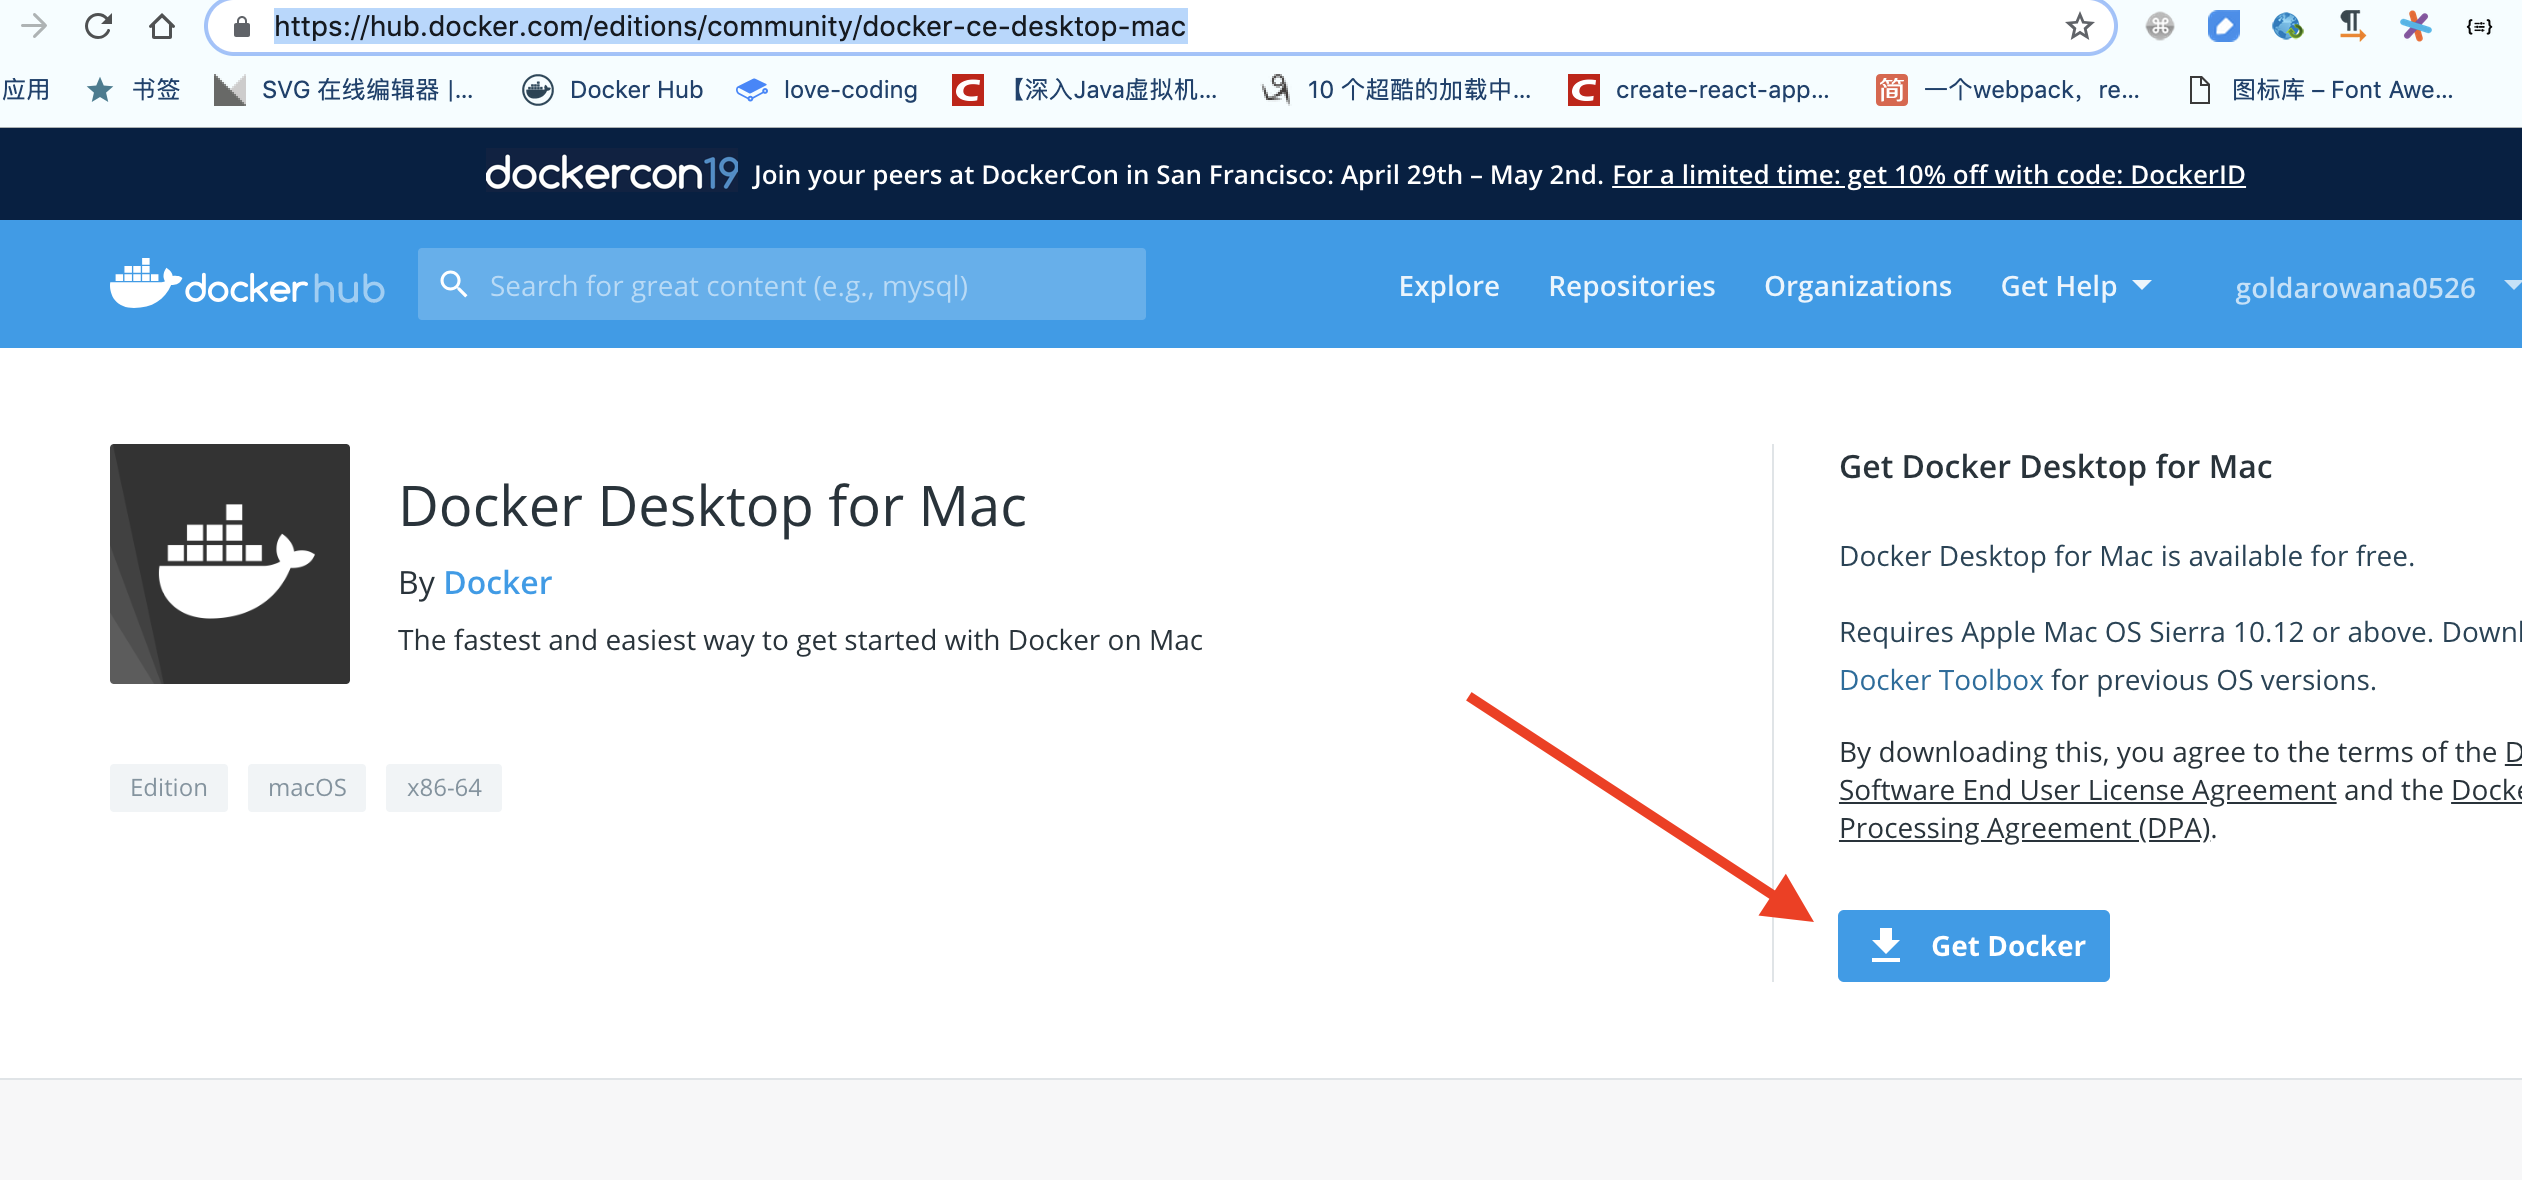 https://hub.docker.com/editions/community/docker-ce-desktop-mac
应用 书签 SVG 在线编辑器 |... Docker Hub love-coding 【深入Java虚拟机... 10 个超酷的加载中... create-react-app... 简 一个webpack，re... 图标库 – Font Awe...
dockercon19 Join your peers at DockerCon in San Francisco: April 29th – May 2nd. For a limited time: get 10% off with code: DockerID
docker hub Search for great content (e.g., mysql) Explore Repositories Organizations Get Help goldarowana0526
Docker Desktop for Mac
By Docker
The fastest and easiest way to get started with Docker on Mac
Edition macOS x86-64
Get Docker Desktop for Mac
Docker Desktop for Mac is available for free.
Requires Apple Mac OS Sierra 10.12 or above. Downl
Docker Toolbox for previous OS versions.
By downloading this, you agree to the terms of the D
Software End User License Agreement and the Docke
Processing Agreement (DPA).
Get Docker